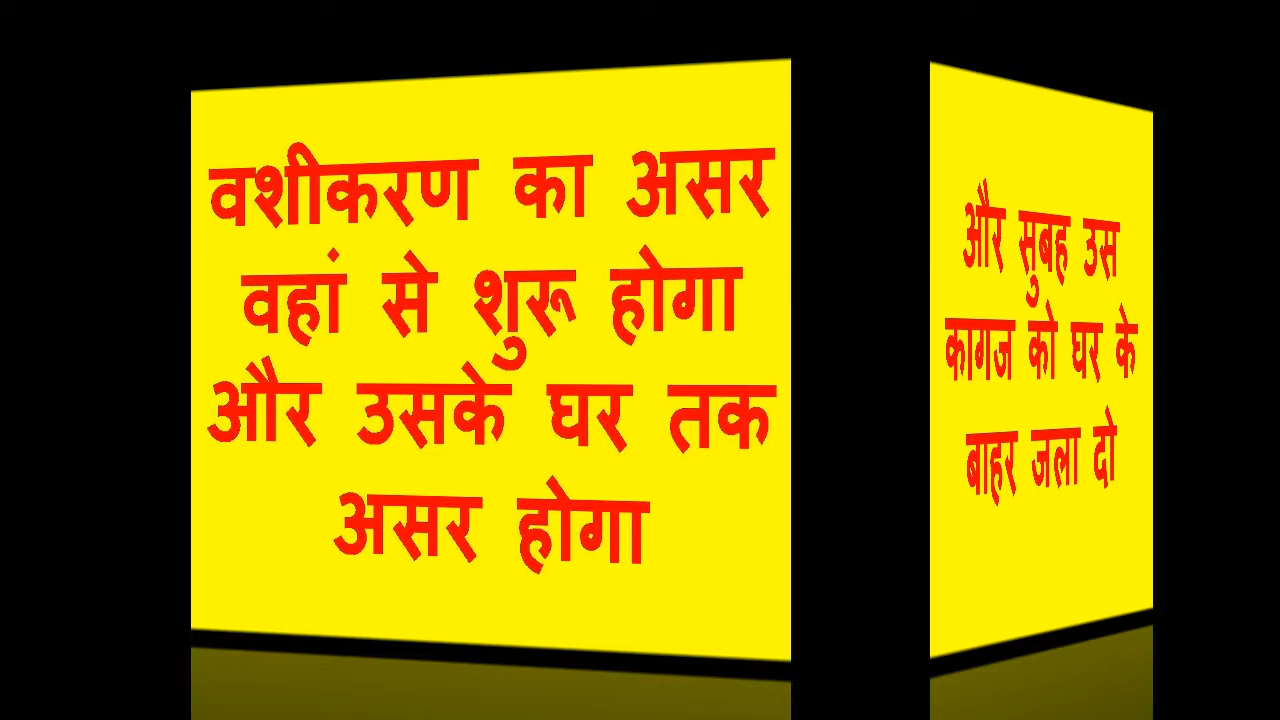 वशीकरण का असर
वहां से शुरू होगा
और उसके घर तक
असर होगा
और सुबह उस
कागज को घर के
बाहर जला दो